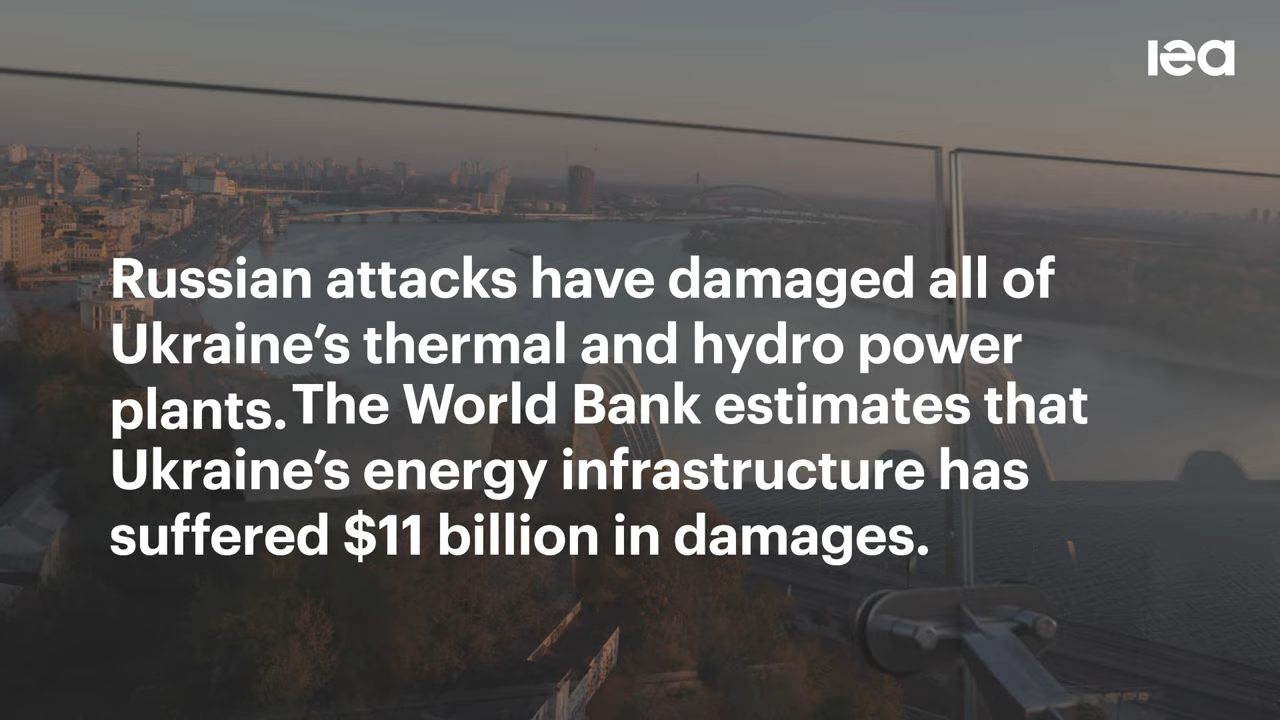 iea
Russian attacks have damaged all of
Ukraine’s thermal and hydro power
plants. The World Bank estimates that
Ukraine’s energy infrastructure has
suffered $11 billion in damages.